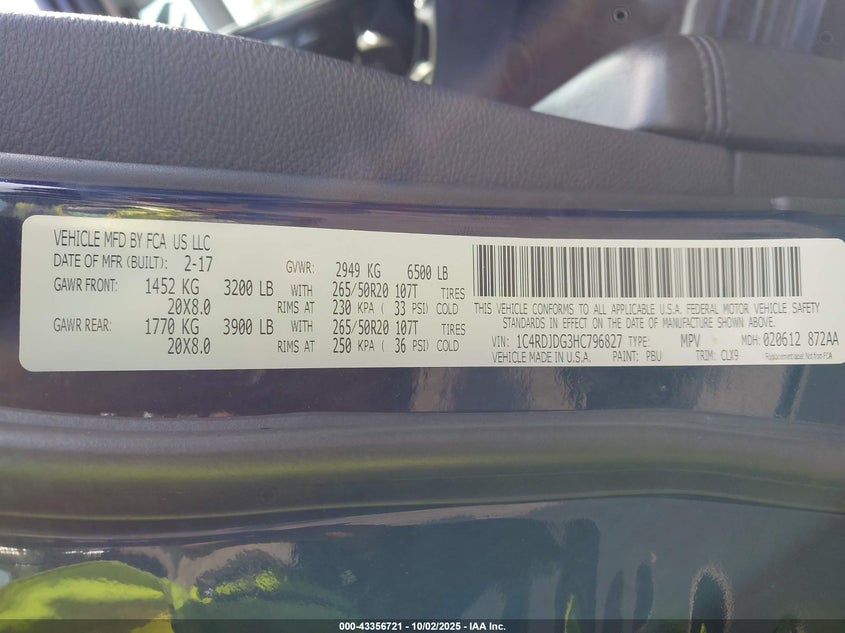 VEHICLE MFD BY FCA US LLC
DATE OF MFR (BUILT): 2-17 GVWR: 2949 KG 6500 LB
GAWR FRONT: 1452 KG 3200 LB WITH 265/50R20 107T TIRES
20X8.0 RIMS AT 230 KPA ( 33 PSI) COLD
GAWR REAR: 1770 KG 3900 LB WITH 265/50R20 107T TIRES
20X8.0 RIMS AT 250 KPA ( 36 PSI) COLD
THIS VEHICLE CONFORMS TO ALL APPLICABLE U.S.A. FEDERAL MOTOR VEHICLE SAFETY
STANDARDS IN EFFECT ON THE DATE OF MANUFACTURE SHOWN ABOVE.
VIN: 1C4RDJDG3HC796827 TYPE: MPV MDH: 020612 872AA
VEHICLE MADE IN U.S.A. PAINT: PBU TRIM: CLX9 Replacement label. Not from FCA
000-43356721 - 10/02/2025 - IAA Inc.